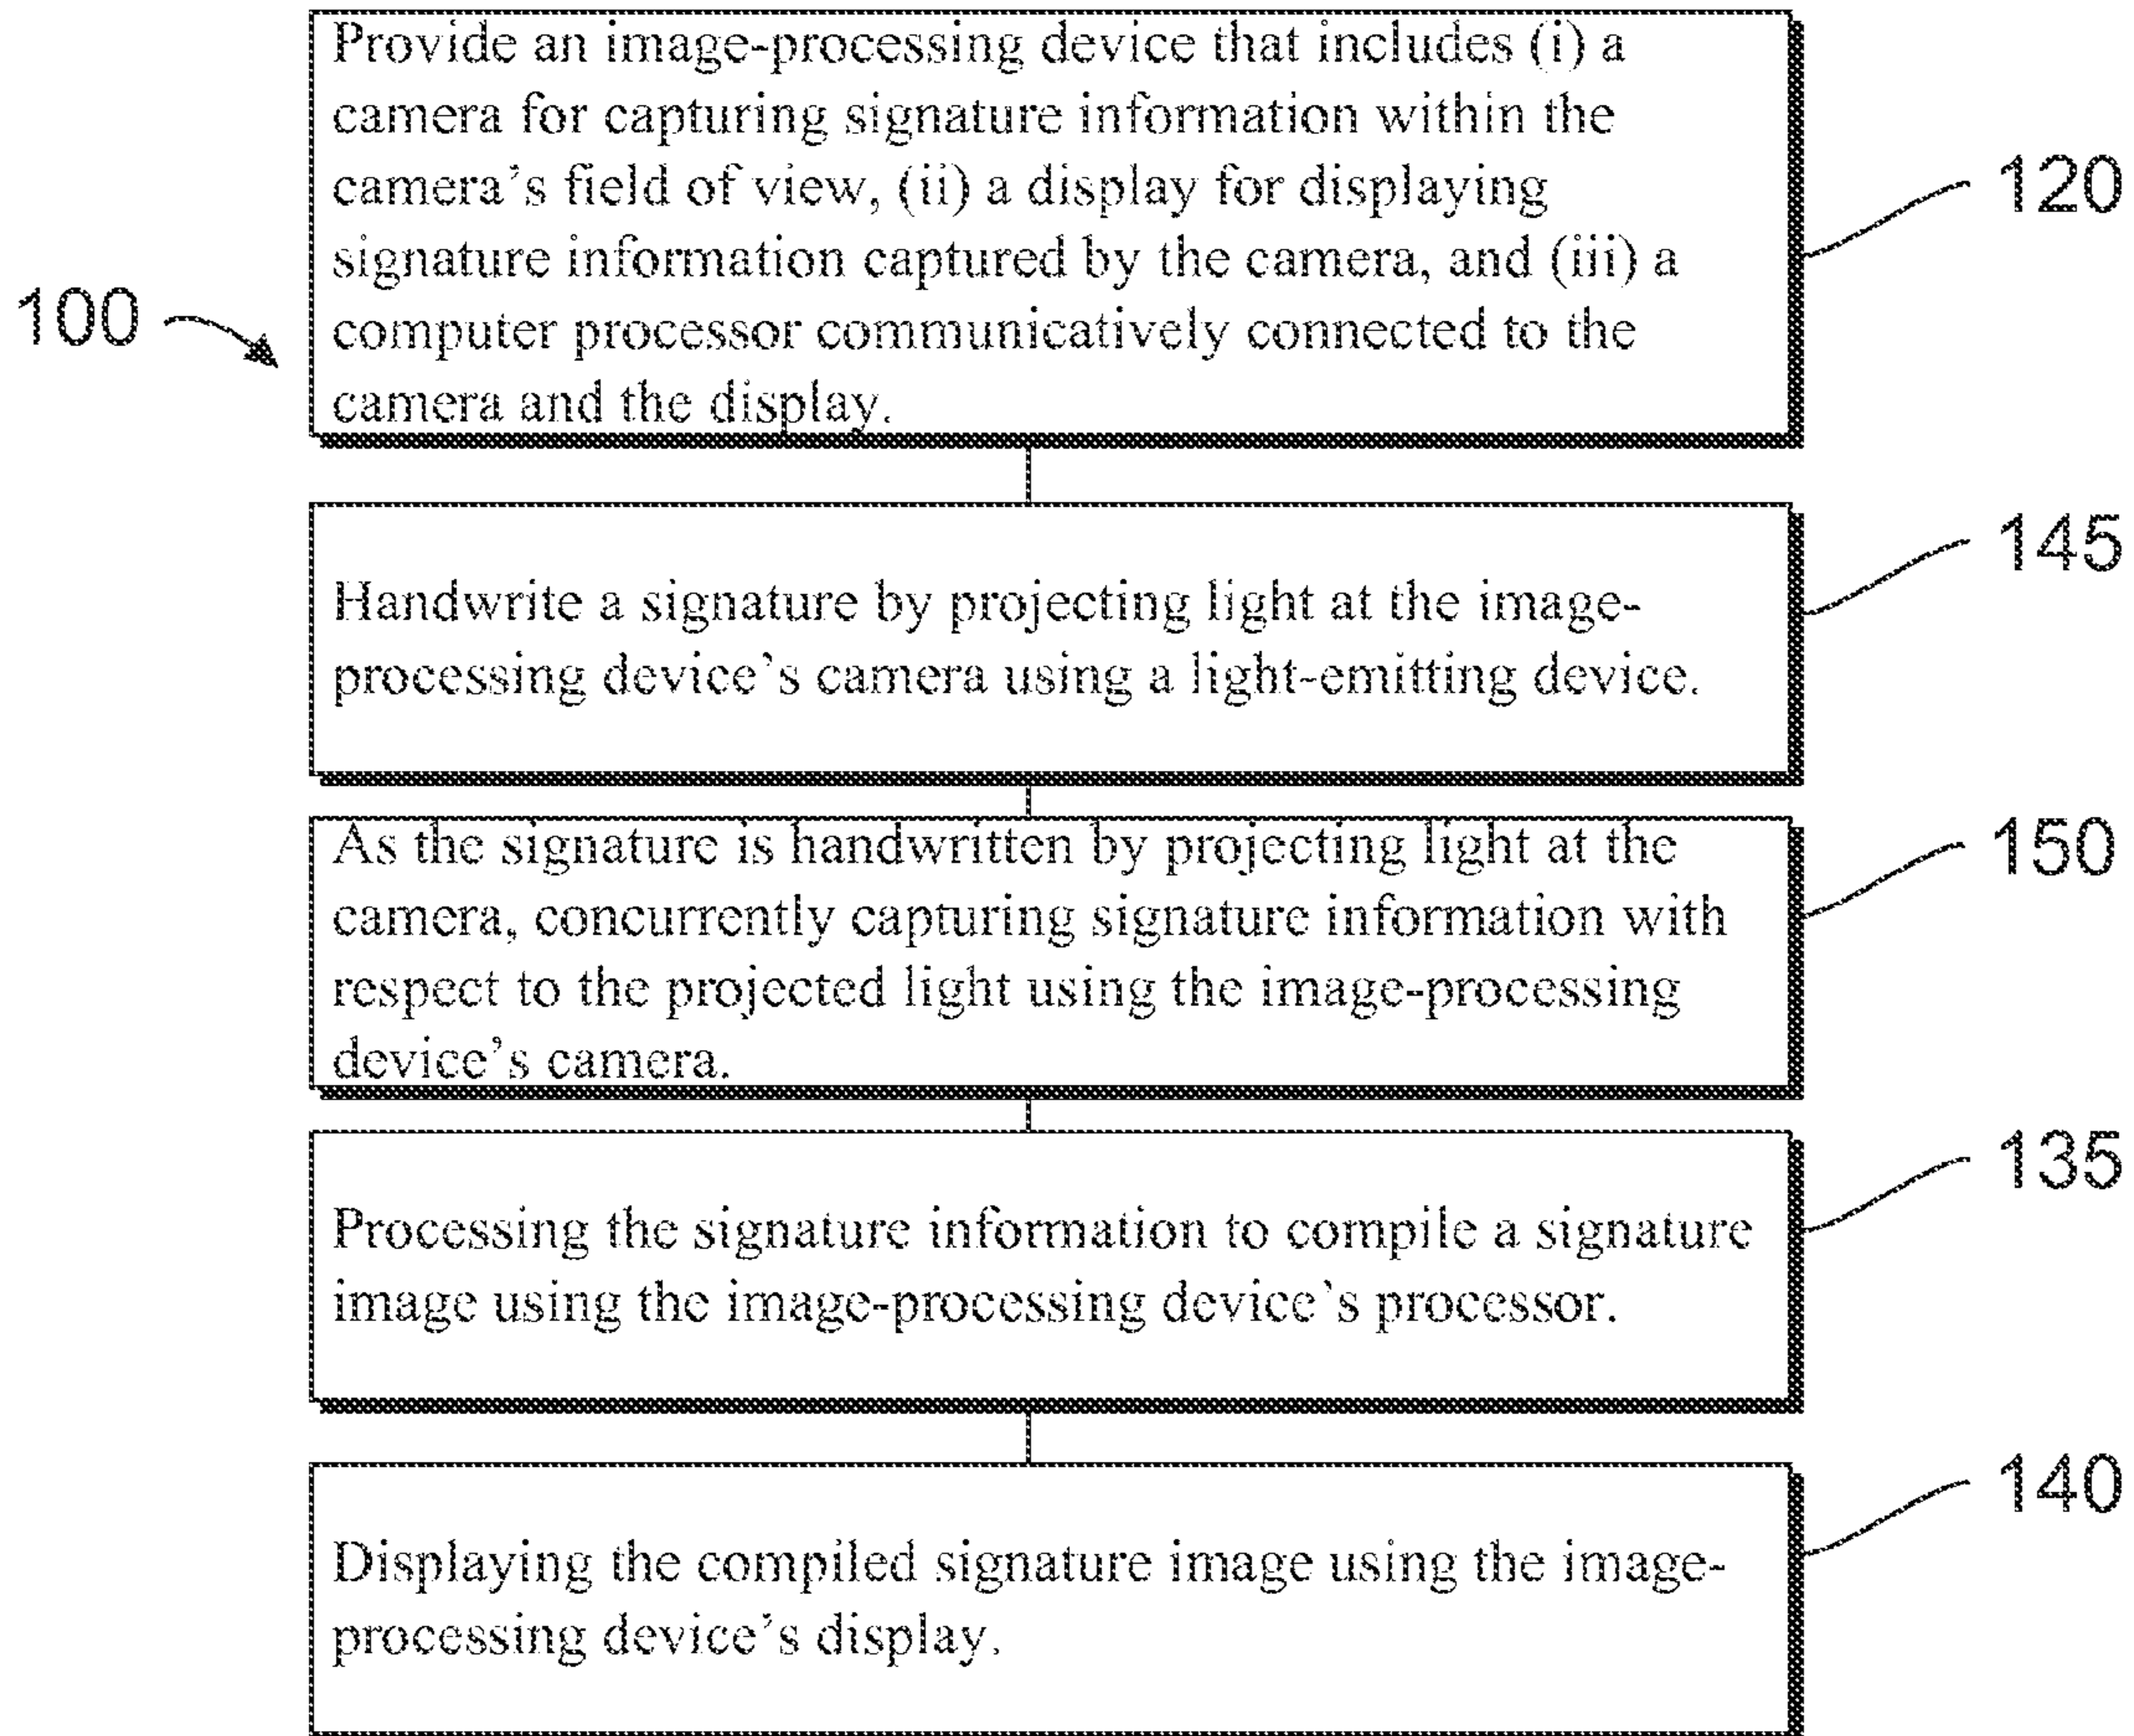 Provide an image-processing device that includes (i) a
camera for capturing signature information within the
camera's field of view, (ii) a display for displaying
signature information captured by the camera, and (iii) a
computer processor communicatively connected to the
camera and the display.
120
100
Handwrite a signature by projecting light at the image-
processing device's camera using a light-emitting device.
145
As the signature is handwritten by projecting light at the
camera, concurrently capturing signature information with
respect to the projected light using the image-processing
device's camera.
150
Processing the signature information to compile a signature
image using the image-processing device's processor.
135
Displaying the compiled signature image using the image-
processing device's display.
140